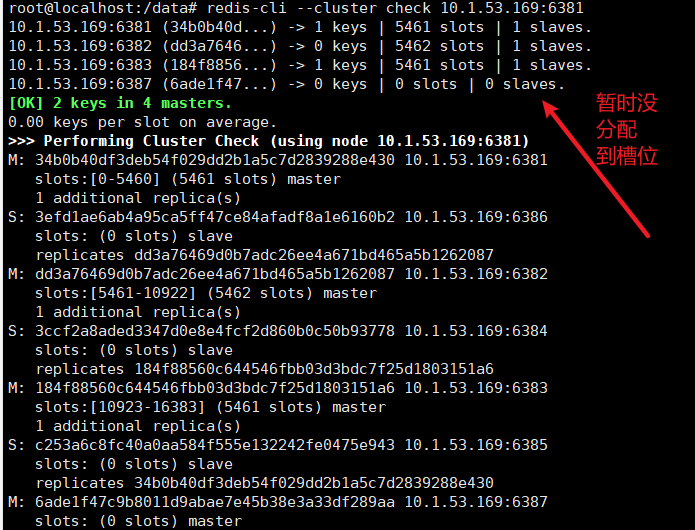 root@localhost:/data# redis-cli --cluster check 10.1.53.169:6381
10.1.53.169:6381 (34b0b40d...) -> 1 keys | 5461 slots | 1 slaves.
10.1.53.169:6382 (dd3a7646...) -> 0 keys | 5462 slots | 1 slaves.
10.1.53.169:6383 (184f8856...) -> 1 keys | 5461 slots | 1 slaves.
10.1.53.169:6387 (6ade1f47...) -> 0 keys | 0 slots | 0 slaves.
[OK] 2 keys in 4 masters.
0.00 keys per slot on average.
>>> Performing Cluster Check (using node 10.1.53.169:6381)
M: 34b0b40df3deb54f029dd2b1a5c7d2839288e430 10.1.53.169:6381
slots:[0-5460] (5461 slots) master
1 additional replica(s)
S: 3efd1ae6ab4a95ca5ff47ce84afadf8a1e6160b2 10.1.53.169:6386
slots: (0 slots) slave
replicates dd3a76469d0b7adc26ee4a671bd465a5b1262087
M: dd3a76469d0b7adc26ee4a671bd465a5b1262087 10.1.53.169:6382
slots:[5461-10922] (5462 slots) master
1 additional replica(s)
S: 3ccf2a8aded3347d0e8e4fcf2d860b0c50b93778 10.1.53.169:6384
slots: (0 slots) slave
replicates 184f88560c644546fbb03d3bdc7f25d1803151a6
M: 184f88560c644546fbb03d3bdc7f25d1803151a6 10.1.53.169:6383
slots:[10923-16383] (5461 slots) master
1 additional replica(s)
S: c253a6c8fc40a0aa584f555e132242fe0475e943 10.1.53.169:6385
slots: (0 slots) slave
replicates 34b0b40df3deb54f029dd2b1a5c7d2839288e430
M: 6ade1f47c9b8011d9abae7e45b38e3a33df289aa 10.1.53.169:6387
slots: (0 slots) master
暂时没
分配
到槽位